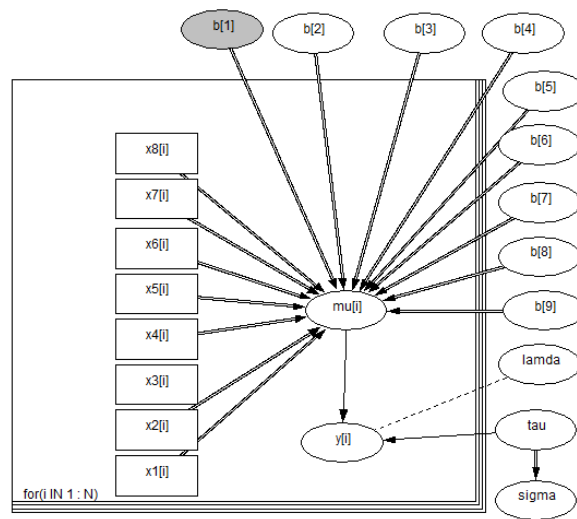 b[1]
b[2]
b[3]
b[4]
b[5]
b[6]
b[7]
b[8]
b[9]
x8[i]
x7[i]
x6[i]
x5[i]
x4[i]
x3[i]
x2[i]
x1[i]
mu[i]
y[i]
lamda
tau
sigma
for(i IN 1 : N)